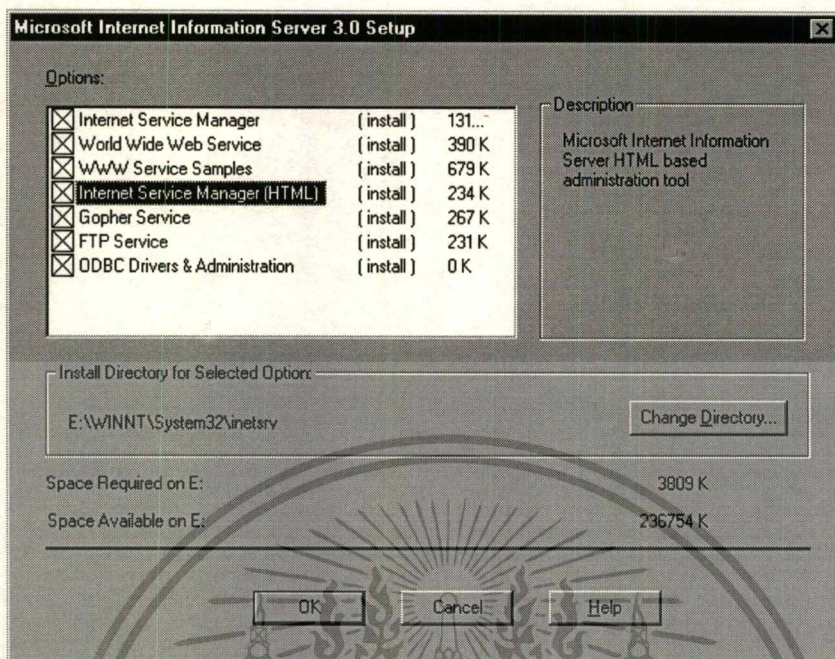 Microsoft Internet Information Server 3.0 Setup
Options:
Internet Service Manager ( install ) 131...
World Wide Web Service ( install ) 390 K
WWW Service Samples ( install ) 679 K
Internet Service Manager (HTML) ( install ) 234 K
Gopher Service ( install ) 267 K
FTP Service ( install ) 231 K
ODBC Drivers & Administration ( install ) 0 K
Description
Microsoft Internet Information
Server HTML based
administration tool
Install Directory for Selected Option:
E:\WINNT\System32\inetsrv
Change Directory...
Space Required on E: 3809 K
Space Available on E: 236754 K
OK Cancel Help